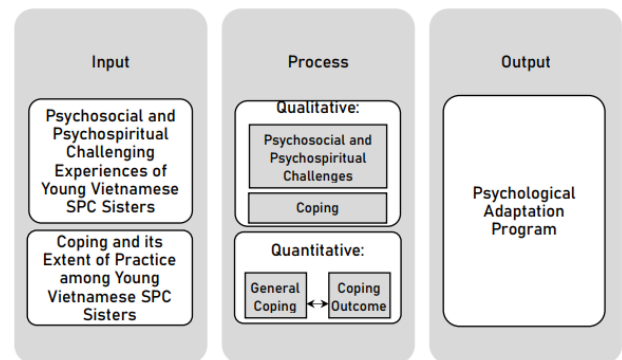 Input
Psychosocial and
Psychospiritual
Challenging
Experiences of
Young Vietnamese
SPC Sisters
Coping and its
Extent of Practice
among Young
Vietnamese SPC
Sisters
Process
Qualitative:
Psychosocial and
Psychospiritual
Challenges
Coping
Quantitative:
General
Coping
Coping
Outcome
Output
Psychological
Adaptation
Program